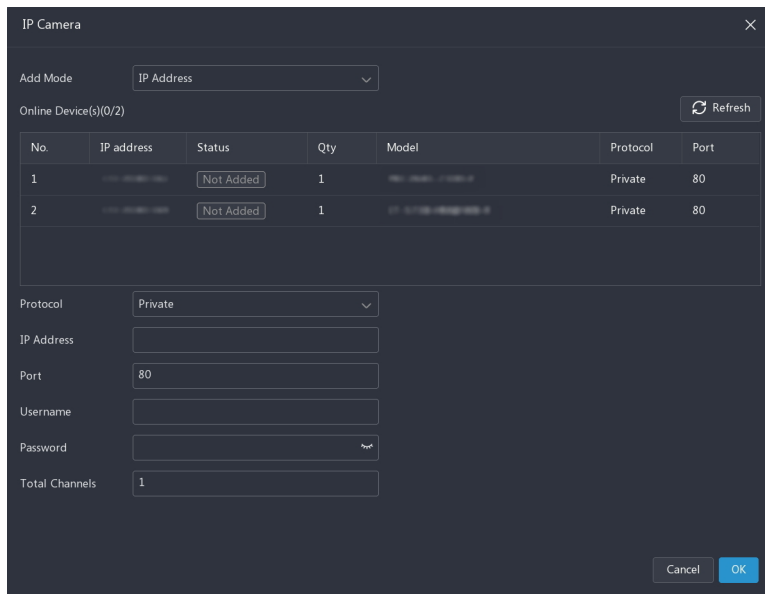 IP Camera
Add Mode IP Address
Online Device(s)(0/2) Refresh
No. IP address Status Qty Model Protocol Port
1 Not Added 1 Private 80
2 Not Added 1 Private 80
Protocol Private
IP Address
Port 80
Username
Password
Total Channels 1
Cancel OK